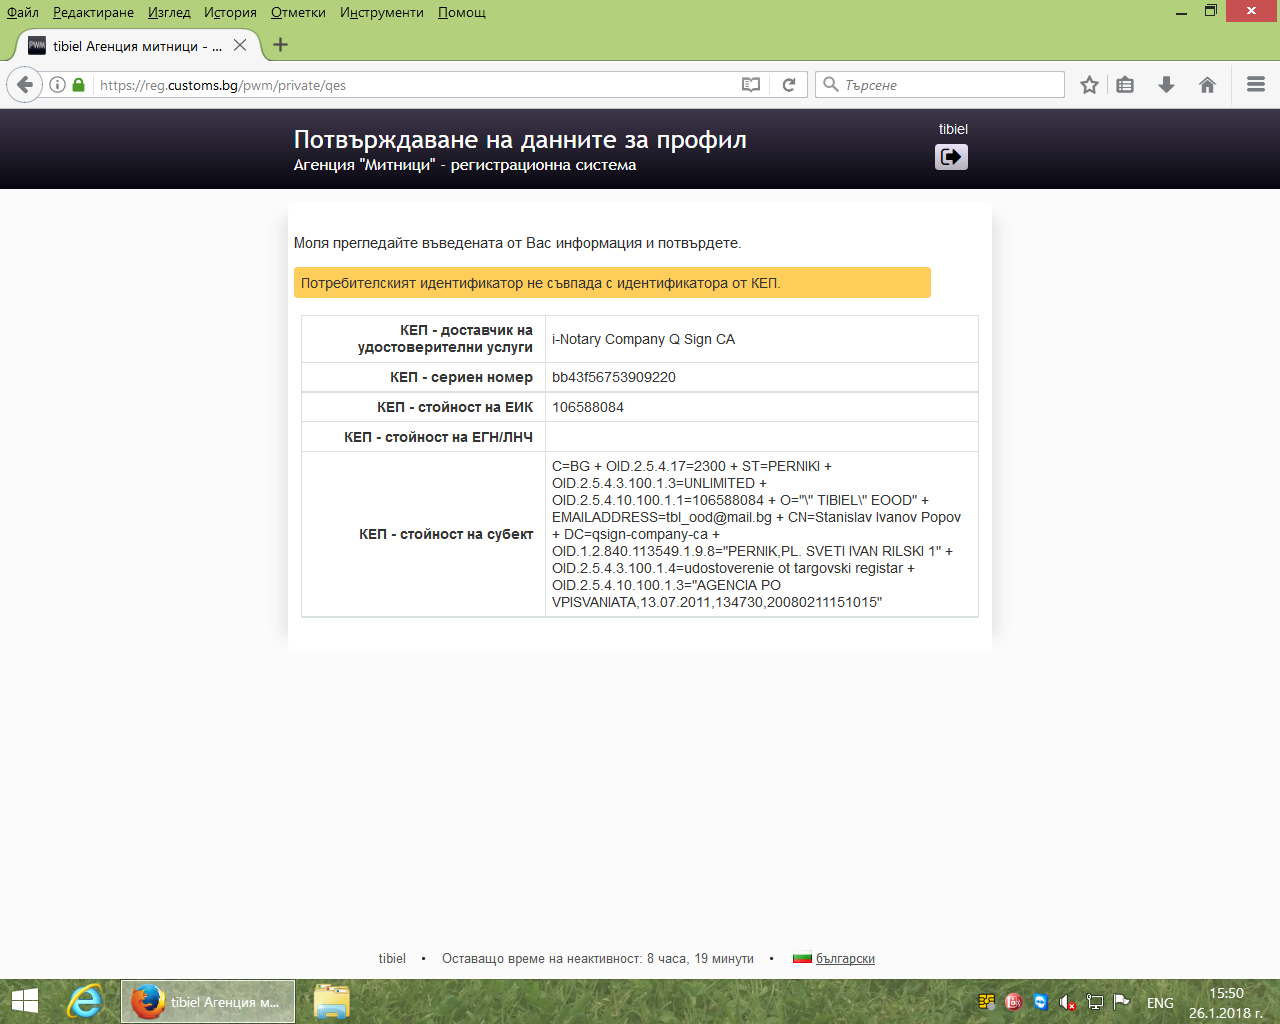 Файл Редактиране Изглед История Отметки Инструменти Помощ
PWM tibiel Агенция митници - ...
https://reg.customs.bg/pwm/private/qes
Търсене
Потвърждаване на данните за профил
tibiel
Агенция "Митници" - регистрационна система
Моля прегледайте въведената от Вас информация и потвърдете.
Потребителският идентификатор не съвпада с идентификатора от КЕП.
КЕП - доставчик на
удостоверителни услуги
i-Notary Company Q Sign CA
КЕП - сериен номер
bb43f56753909220
КЕП - стойност на ЕИК
106588084
КЕП - стойност на ЕГН/ЛНЧ
КЕП - стойност на субект
C=BG + OID.2.5.4.17=2300 + ST=PERNIKI +
OID.2.5.4.3.100.1.3=UNLIMITED +
OID.2.5.4.10.100.1.1=106588084 + O="\" TIBIEL\" EOOD" +
EMAILADDRESS=tbl_ood@mail.bg + CN=Stanislav Ivanov Popov
+ DC=qsign-company-ca +
OID.1.2.840.113549.1.9.8="PERNIK,PL. SVETI IVAN RILSKI 1" +
OID.2.5.4.3.100.1.4=udostoverenie ot targovski registar +
OID.2.5.4.10.100.1.3="AGENCIA PO
VPISVANIATA,13.07.2011,134730,20080211151015"
tibiel • Оставащо време на неактивност: 8 часа, 19 минути • български
tibiel Агенция м...
ENG
15:50
26.1.2018 г.